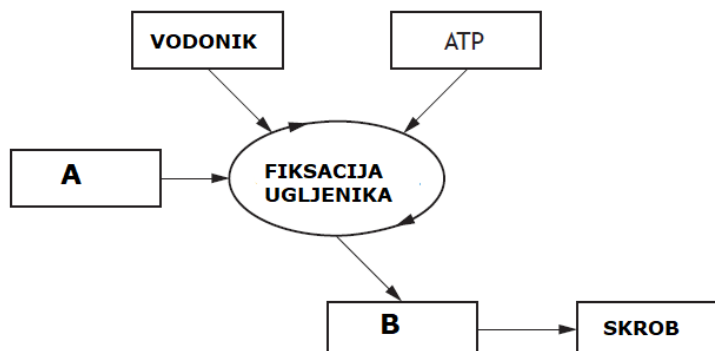 VODONIK
ATP
A
FIKSACIJA
UGLJENIKA
B
SKROB